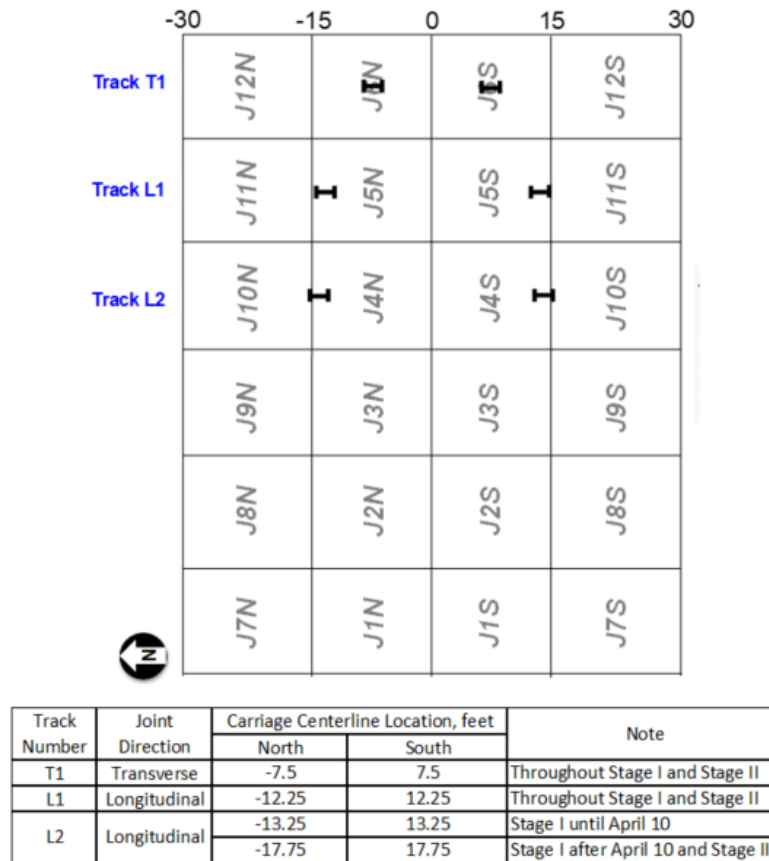 -30 -15 0 15 30
Track T1 J12N J6N J6S J12S
Track L1 J11N J5N J5S J11S
Track L2 J10N J4N J4S J10S
J9N J3N J3S J9S
J8N J2N J2S J8S
J7N J1N J1S J7S
N
Track Number Joint Direction Carriage Centerline Location, feet Note
North South
T1 Transverse -7.5 7.5 Throughout Stage I and Stage II
L1 Longitudinal -12.25 12.25 Throughout Stage I and Stage II
L2 Longitudinal -13.25 13.25 Stage I until April 10
-17.75 17.75 Stage I after April 10 and Stage II